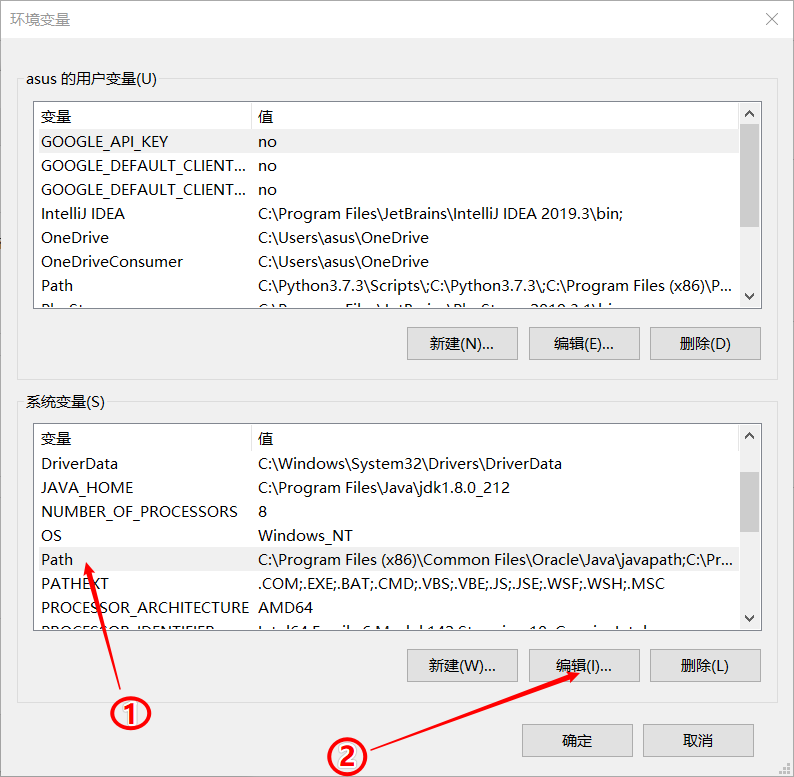 环境变量
asus 的用户变量(U)
变量 值
GOOGLE_API_KEY no
GOOGLE_DEFAULT_CLIENT... no
GOOGLE_DEFAULT_CLIENT... no
IntelliJ IDEA C:\Program Files\JetBrains\IntelliJ IDEA 2019.3\bin;
OneDrive C:\Users\asus\OneDrive
OneDriveConsumer C:\Users\asus\OneDrive
Path C:\Python3.7.3\Scripts\;C:\Python3.7.3\;C:\Program Files (x86)\P...
新建(N)... 编辑(E)... 删除(D)
系统变量(S)
变量 值
DriverData C:\Windows\System32\Drivers\DriverData
JAVA_HOME C:\Program Files\Java\jdk1.8.0_212
NUMBER_OF_PROCESSORS 8
OS Windows_NT
Path C:\Program Files (x86)\Common Files\Oracle\Java\javapath;C:\Pr...
PATHEXT .COM;.EXE;.BAT;.CMD;.VBS;.VBE;.JS;.JSE;.WSF;.WSH;.MSC
PROCESSOR_ARCHITECTURE AMD64
新建(W)... 编辑(I)... 删除(L)
①
②
确定 取消